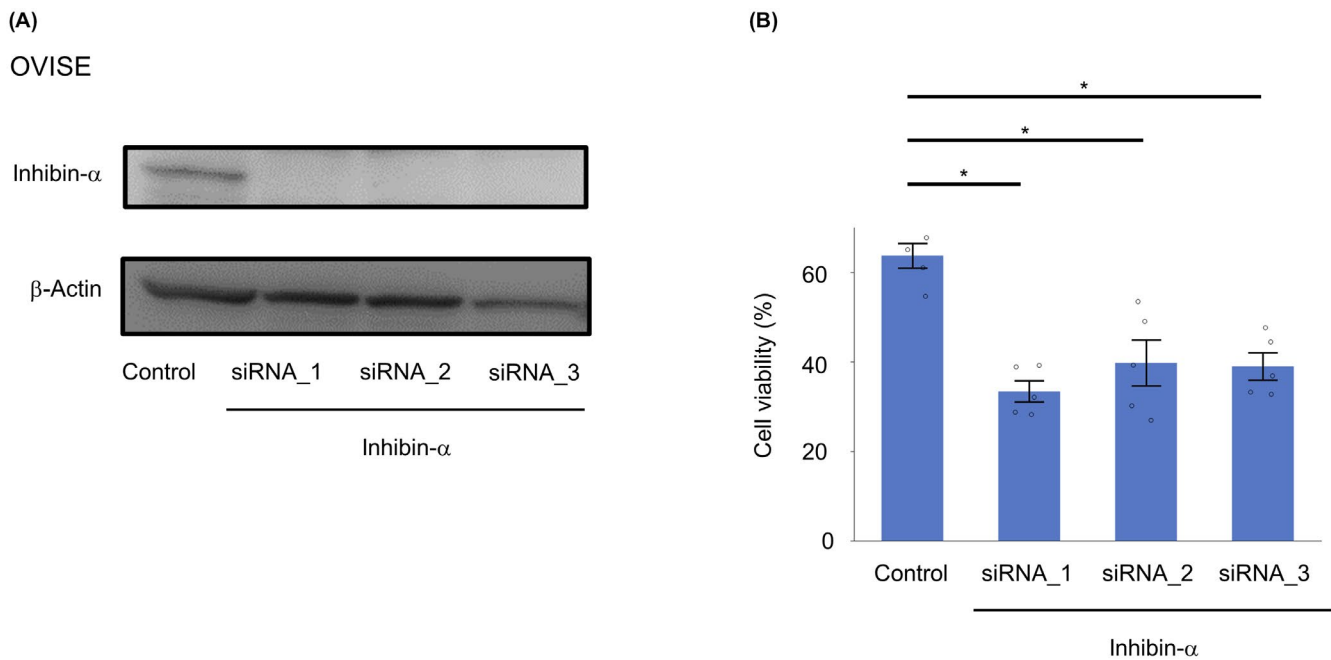 (A)
OVISE
Inhibin-α
β-Actin
Control siRNA_1 siRNA_2 siRNA_3
Inhibin-α
(B)
*
*
*
Cell viability (%)
60
40
20
0
Control siRNA_1 siRNA_2 siRNA_3
Inhibin-α